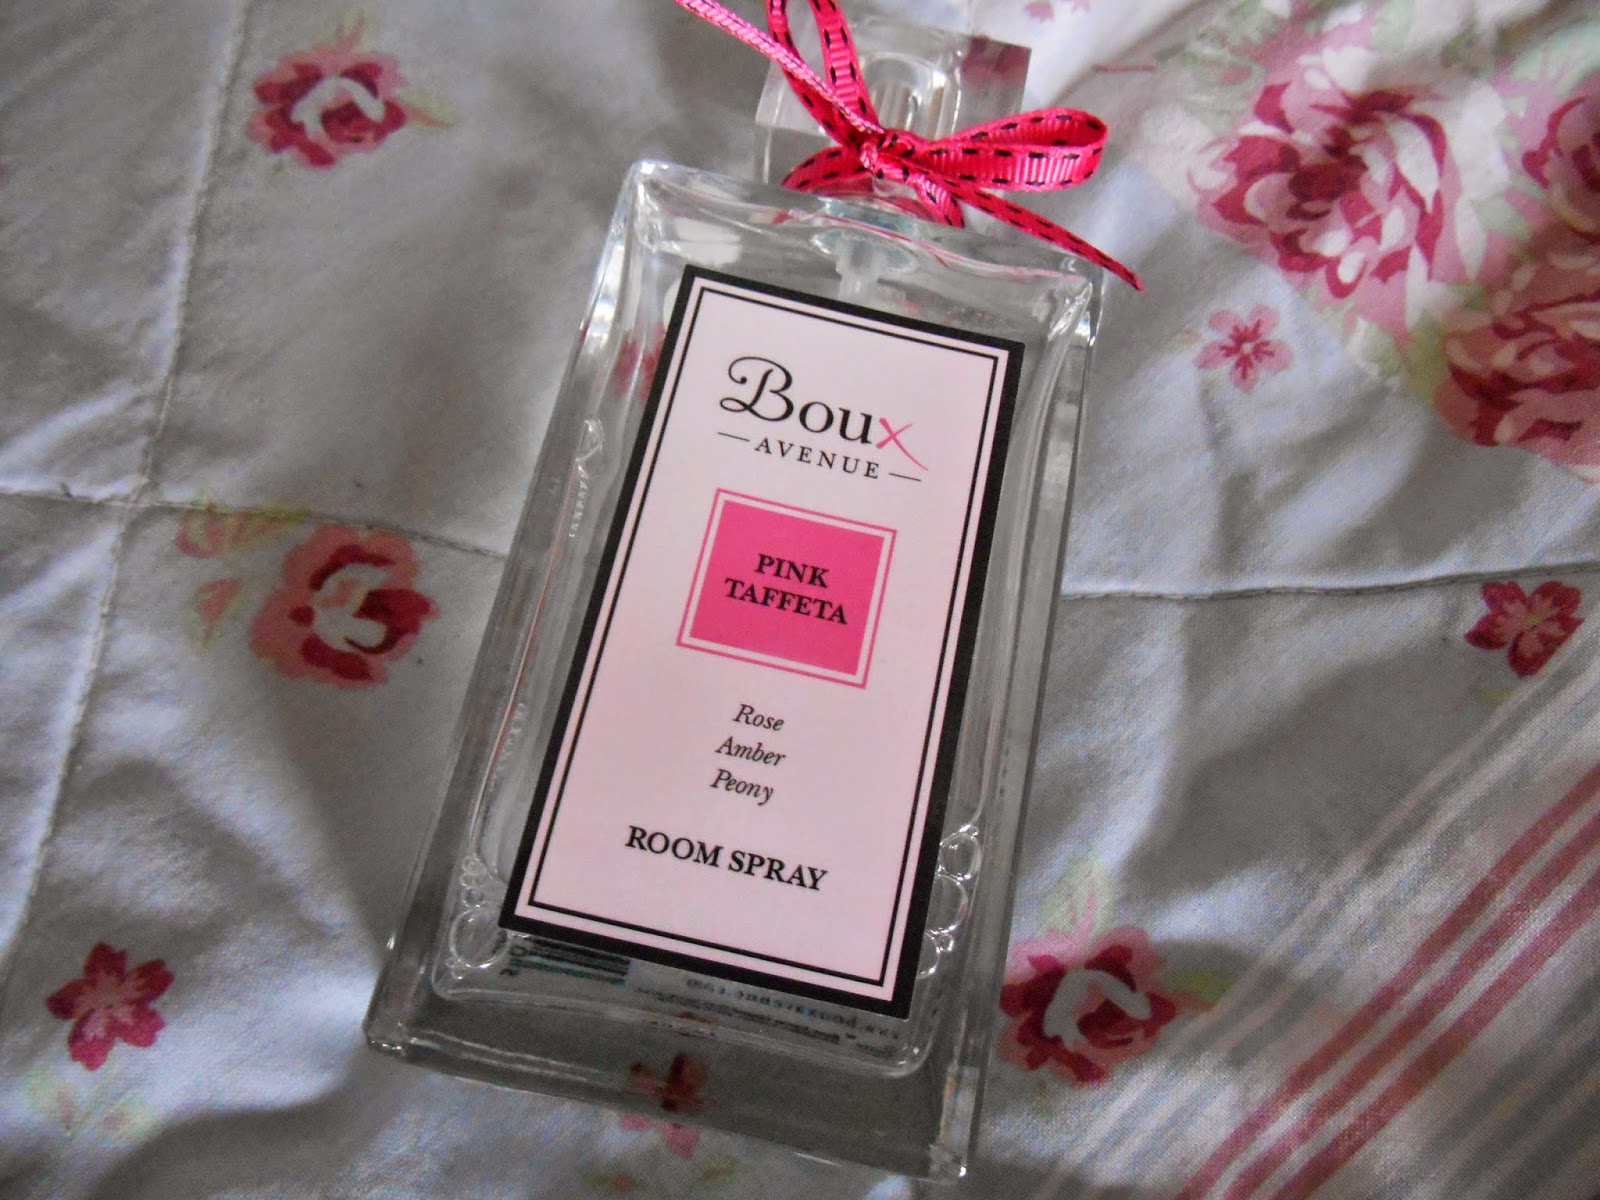 Boux
AVENUE
PINK
TAFFETA
Rose
Amber
Peony
ROOM SPRAY